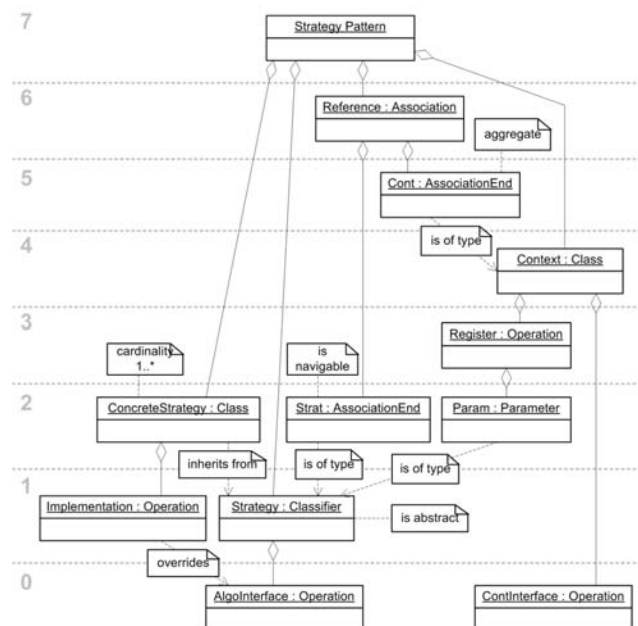 7
Strategy Pattern
6
Reference : Association
aggregate
5
Cont : AssociationEnd
4
is of type
Context : Class
3
Register : Operation
cardinality
1..*
is
navigable
2
ConcreteStrategy : Class
Strat : AssociationEnd
Param : Parameter
inherits from
is of type
is of type
1
Implementation : Operation
Strategy : Classifier
is abstract
overrides
0
AlgoInterface : Operation
ContInterface : Operation